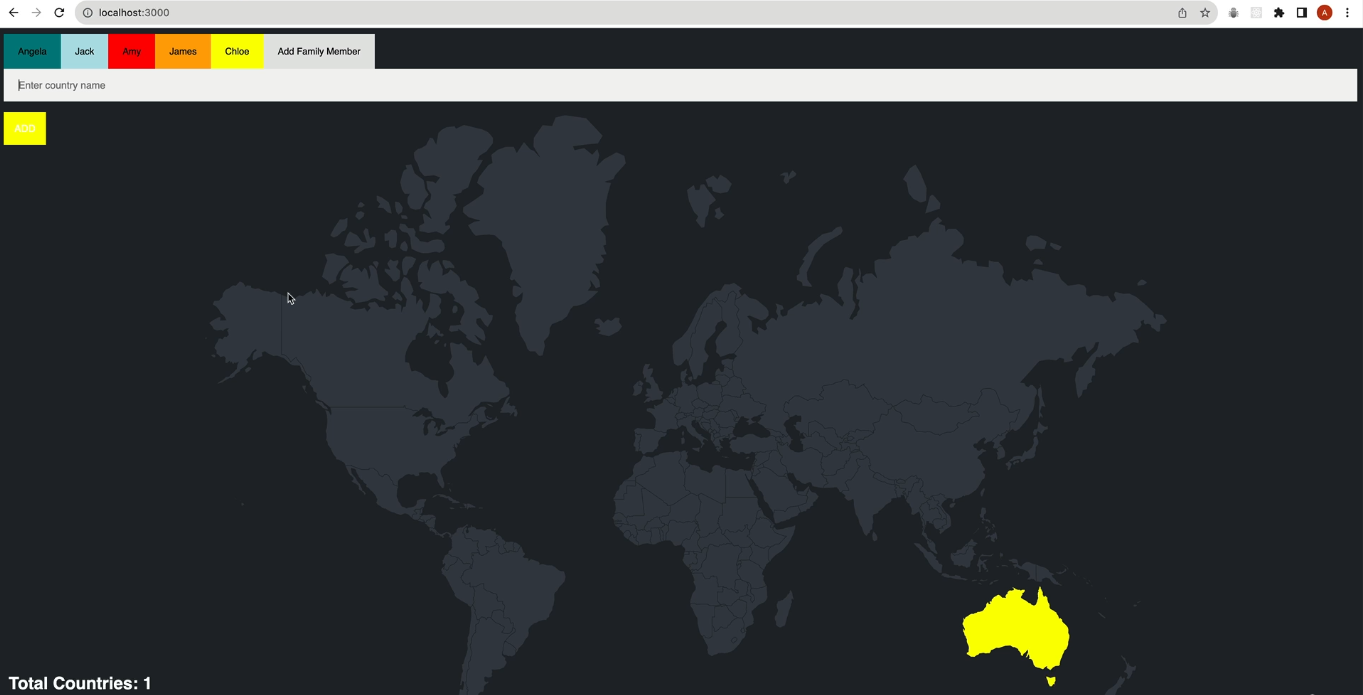 localhost:3000
A
Angela Jack Amy James Chloe Add Family Member
Enter country name
ADD
Total Countries: 1